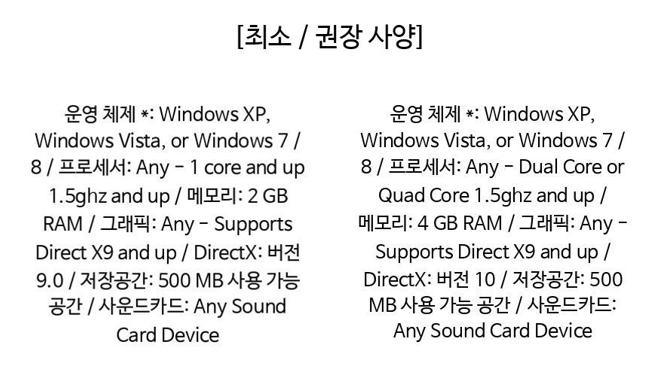 [최소 / 권장 사양]
운영 체제 *: Windows XP,
Windows Vista, or Windows 7 /
8 / 프로세서: Any - 1 core and up
1.5ghz and up / 메모리: 2 GB
RAM / 그래픽: Any - Supports
Direct X9 and up / DirectX: 버전
9.0 / 저장공간: 500 MB 사용 가능
공간 / 사운드카드: Any Sound
Card Device
운영 체제 *: Windows XP,
Windows Vista, or Windows 7 /
8 / 프로세서: Any - Dual Core or
Quad Core 1.5ghz and up /
메모리: 4 GB RAM / 그래픽: Any -
Supports Direct X9 and up /
DirectX: 버전 10 / 저장공간: 500
MB 사용 가능 공간 / 사운드카드:
Any Sound Card Device